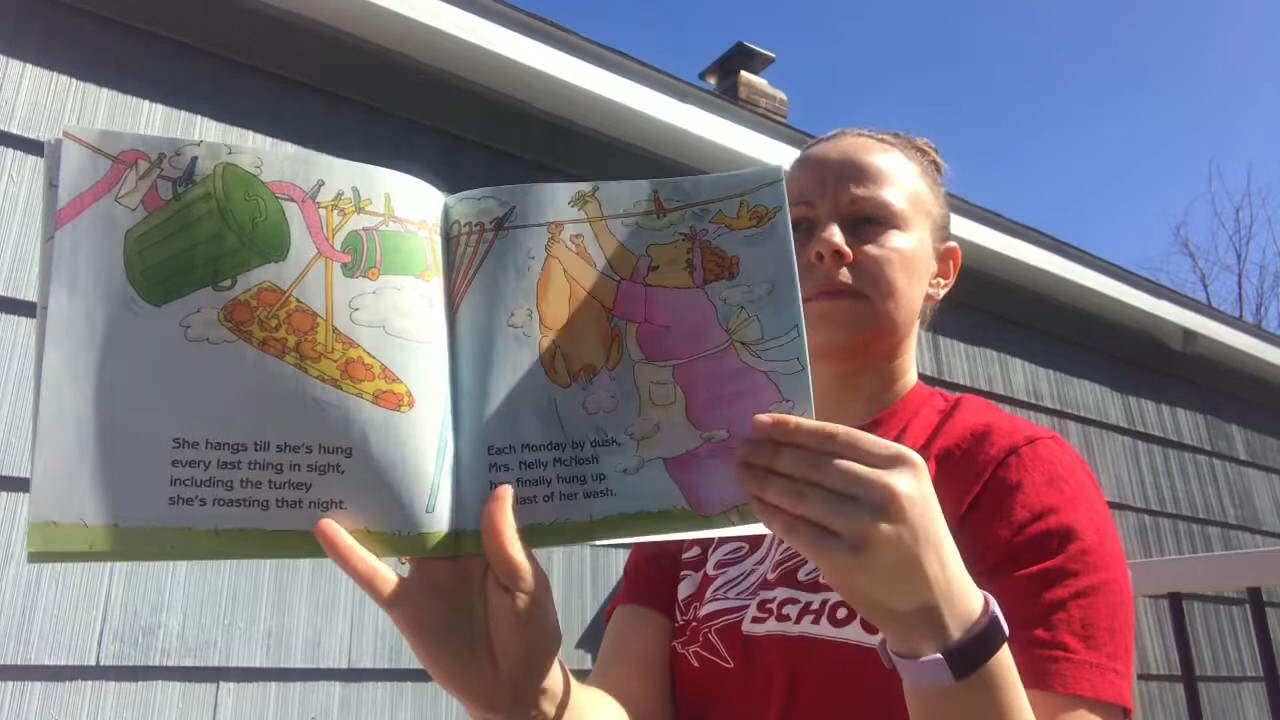 She hangs till she's hung
every last thing in sight,
including the turkey
she's roasting that night.
Each Monday by dusk,
Mrs. Nelly McNosh
finally hung up
last of her wash.
SCHOO